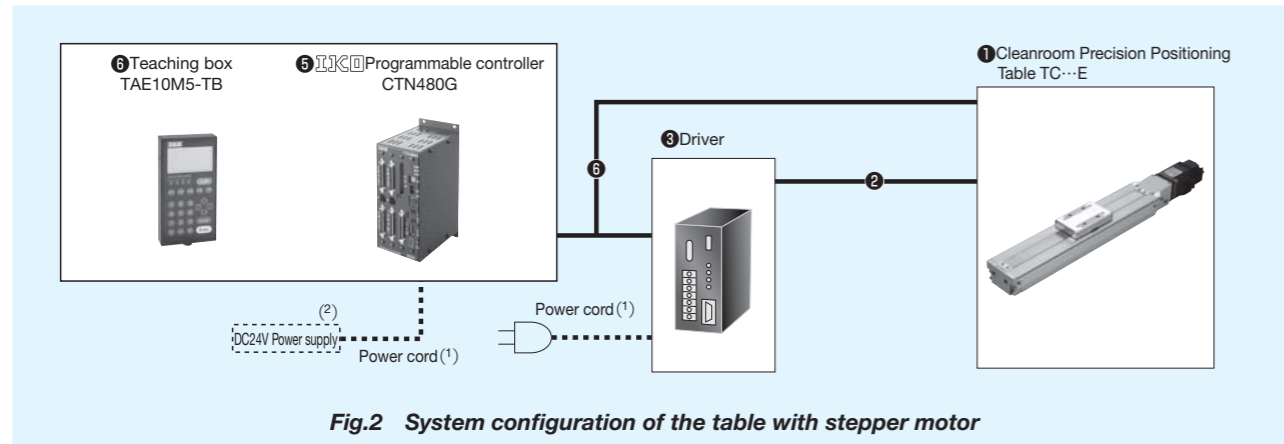 ❻Teaching box
TAE10M5-TB
❺IKO Programmable controller
CTN480G
❶Cleanroom Precision Positioning
Table TC…E
❸Driver
❻
❷
(2)
DC24V Power supply
Power cord(1)
Power cord(1)
Fig.2 System configuration of the table with stepper motor